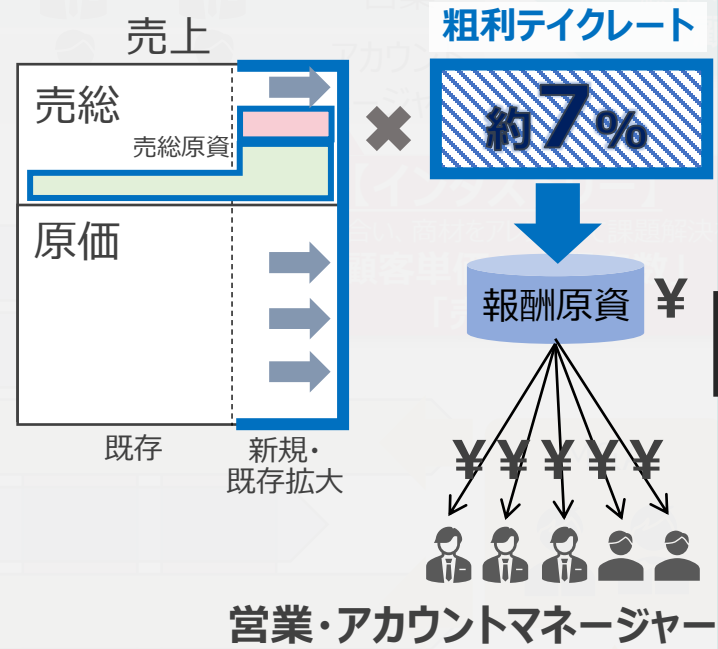 売上
粗利テイクレート
売総
売総原資
約7%
原価
報酬原資
¥
既存
新規・
既存拡大
¥ ¥ ¥ ¥ ¥
営業・アカウントマネージャー